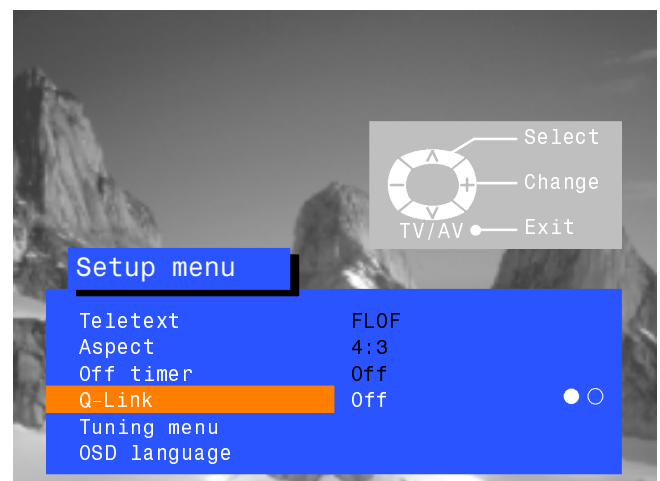 Select
Change
TV/AV Exit
Setup menu
Teletext FLOF
Aspect 4:3
Off timer Off
Q-Link Off
Tuning menu
OSD language